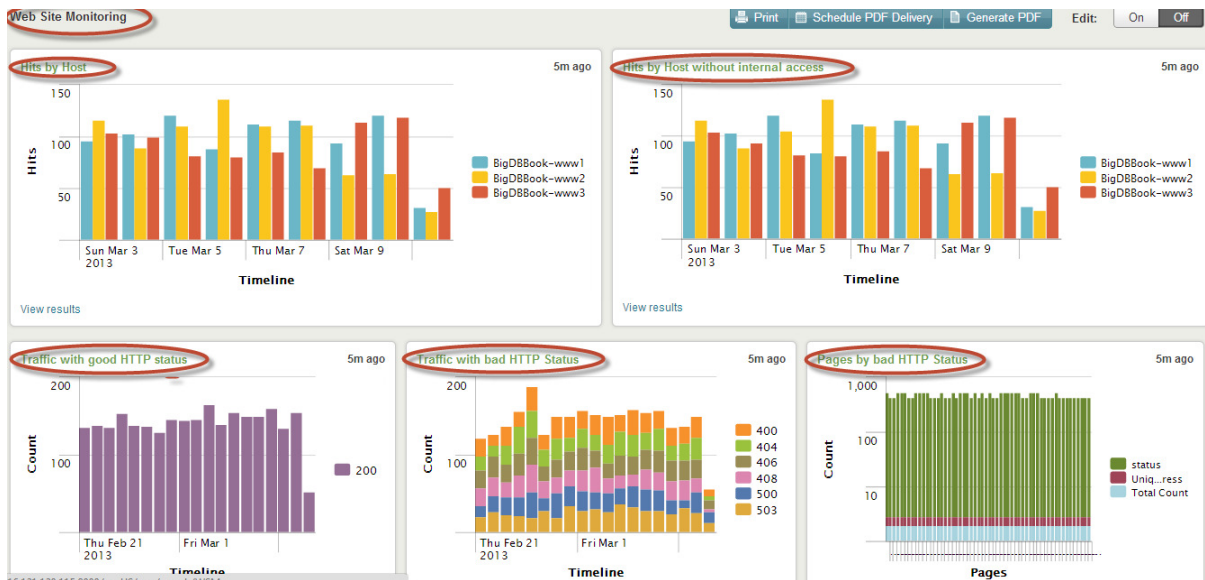 Web Site Monitoring
Print Schedule PDF Delivery Generate PDF Edit: On Off
Hits by Host 5m ago
150
100
50
Hits
Sun Mar 3 Tue Mar 5 Thu Mar 7 Sat Mar 9
2013
Timeline
BigDBBook-www1
BigDBBook-www2
BigDBBook-www3
View results
Hits by Host without internal access 5m ago
150
100
50
Hits
Sun Mar 3 Tue Mar 5 Thu Mar 7 Sat Mar 9
2013
Timeline
BigDBBook-www1
BigDBBook-www2
BigDBBook-www3
View results
Traffic with good HTTP status 5m ago
200
100
Count
Thu Feb 21 Fri Mar 1
2013
Timeline
200
Traffic with bad HTTP Status 5m ago
200
100
Count
Thu Feb 21 Fri Mar 1
2013
Timeline
400
404
406
408
500
503
Pages by bad HTTP Status 5m ago
1,000
100
10
Count
Pages
status
Uniq...ress
Total Count